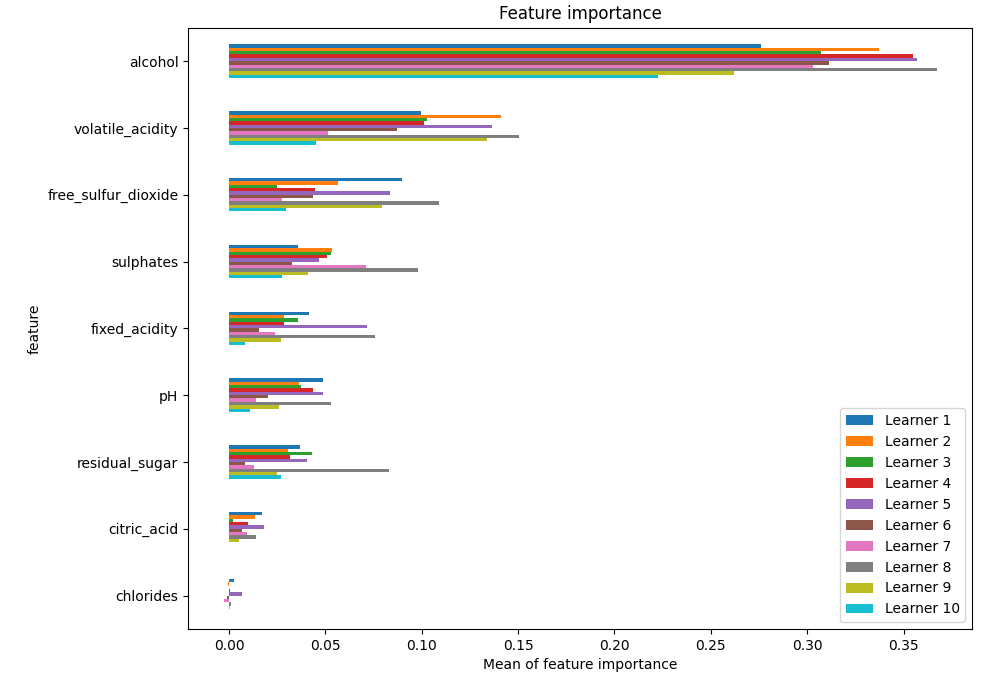 Feature importance
alcohol
volatile_acidity
free_sulfur_dioxide
sulphates
fixed_acidity
pH
residual_sugar
citric_acid
chlorides
feature
0.00 0.05 0.10 0.15 0.20 0.25 0.30 0.35
Mean of feature importance
Learner 1
Learner 2
Learner 3
Learner 4
Learner 5
Learner 6
Learner 7
Learner 8
Learner 9
Learner 10